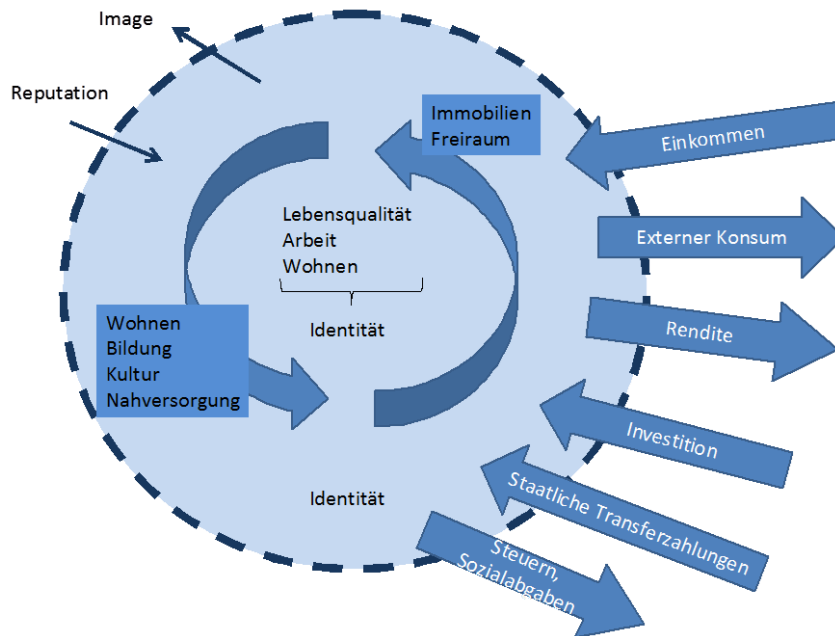 Image
Reputation
Immobilien
Freiraum
Einkommen
Lebensqualität
Arbeit
Wohnen
Externer Konsum
Identität
Wohnen
Bildung
Kultur
Nahversorgung
Rendite
Investition
Identität
Staatliche Transferzahlungen
Steuern,
Sozialabgaben